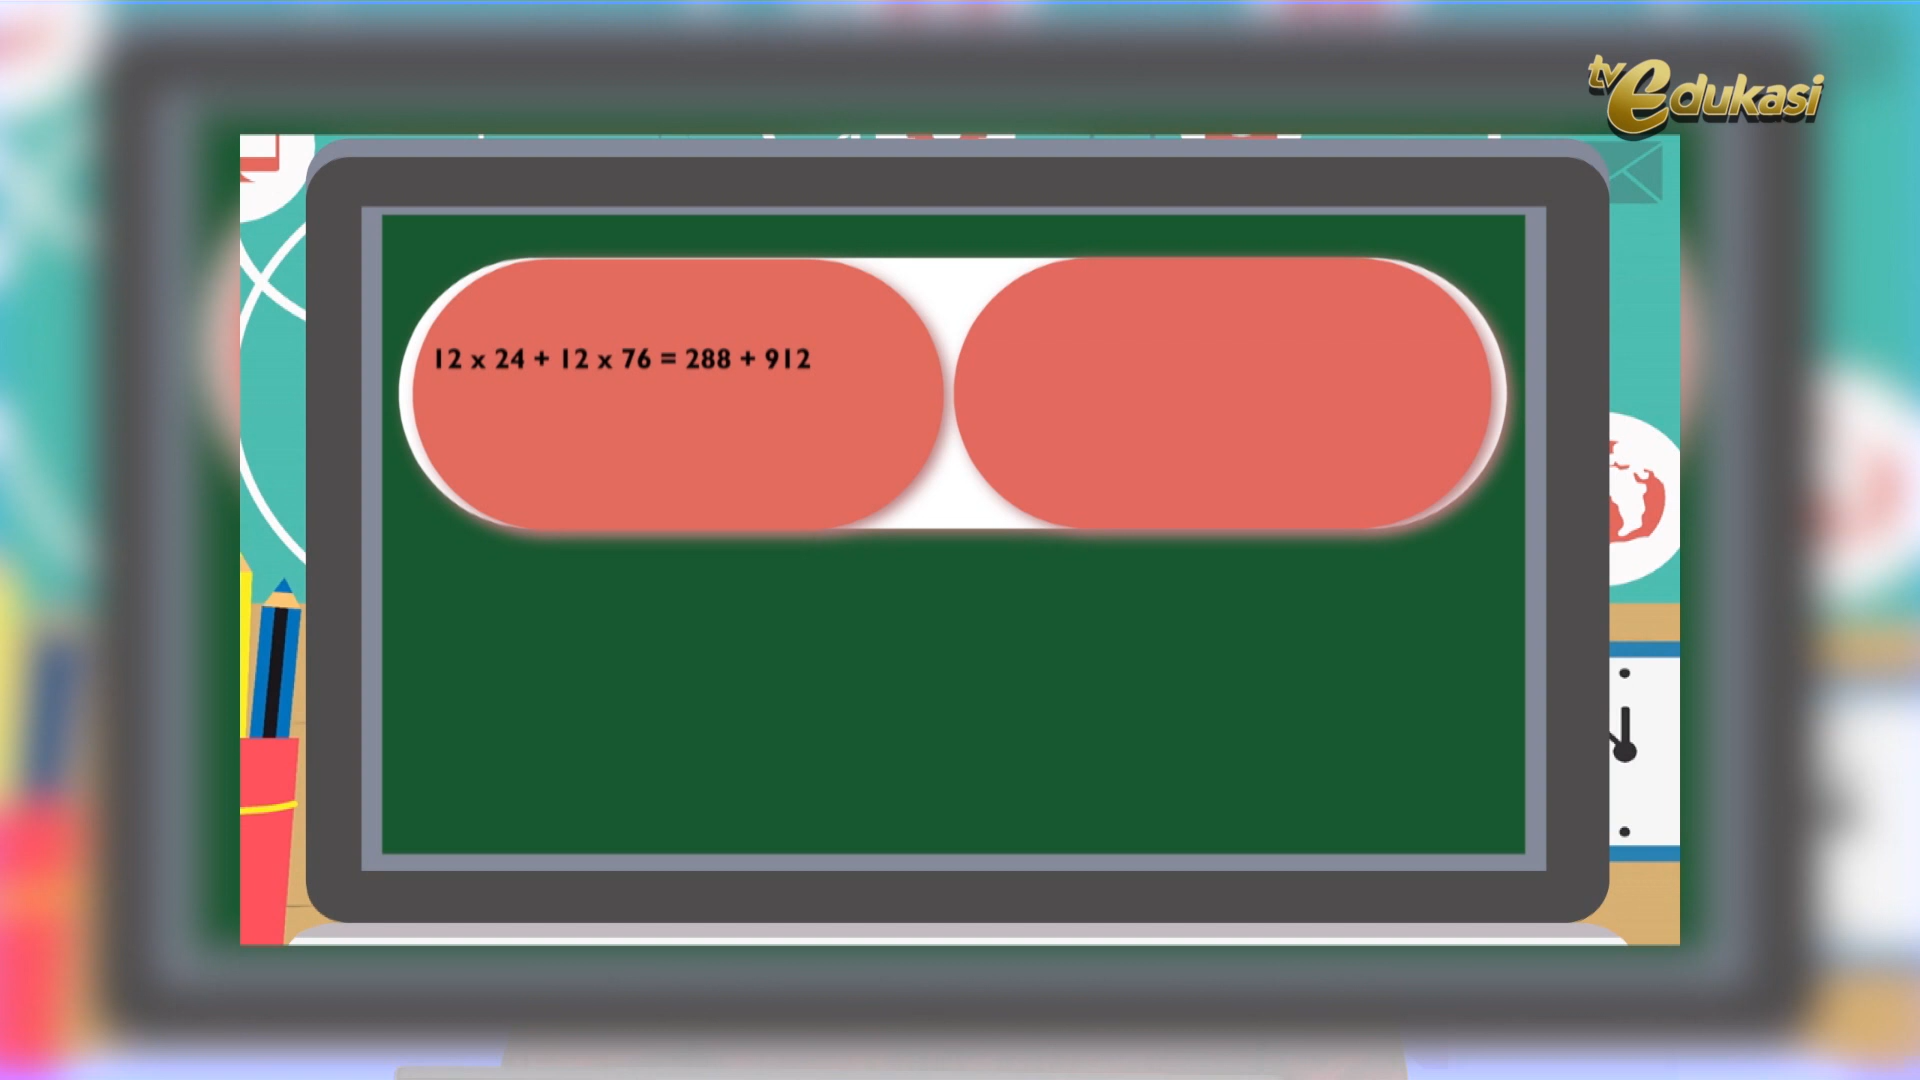 tv edukasi
12 x 24 + 12 x 76 = 288 + 912